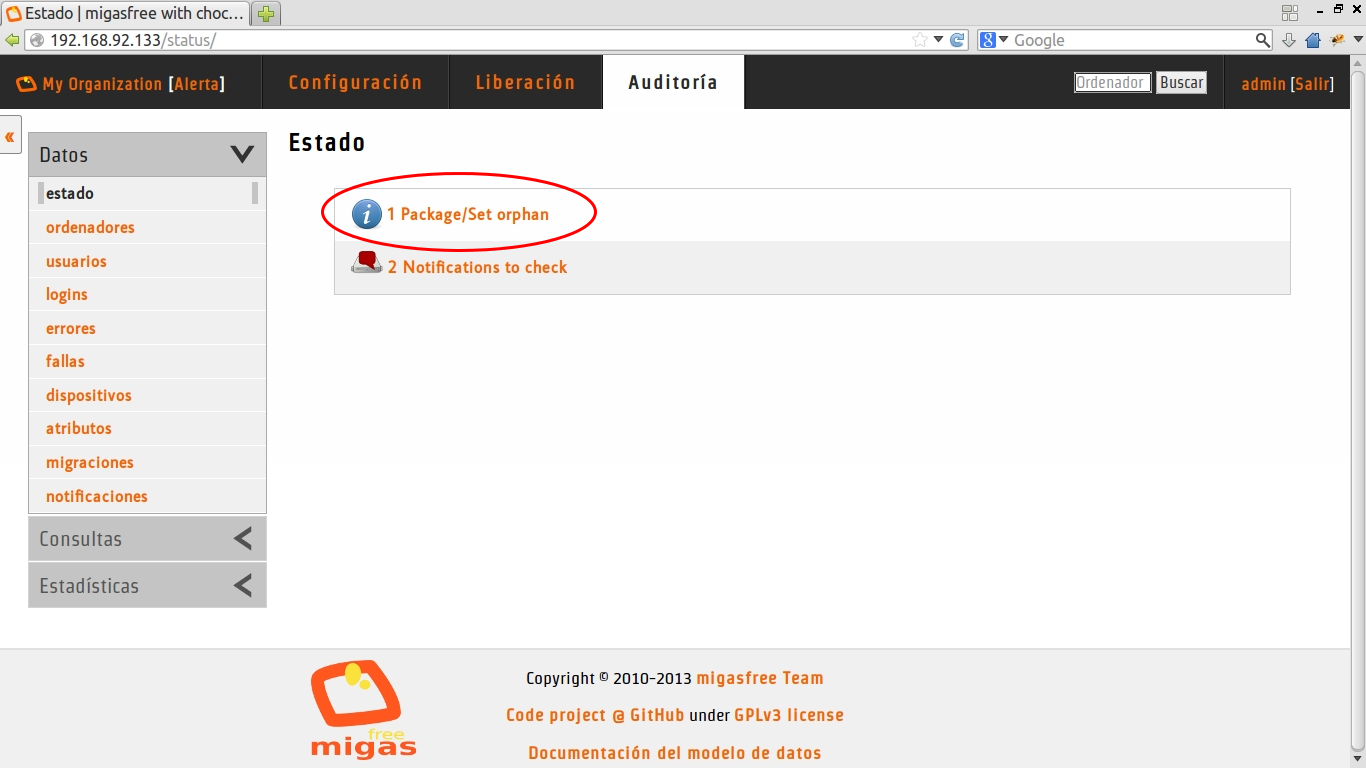 Estado | migasfree with choc...
192.168.92.133/status/
Google
My Organization [Alerta]
Configuración
Liberación
Auditoría
Ordenador
Buscar
admin [Salir]
«
Datos
estado
ordenadores
usuarios
logins
errores
fallas
dispositivos
atributos
migraciones
notificaciones
Consultas
Estadísticas
Estado
1 Package/Set orphan
2 Notifications to check
free
migas
Copyright © 2010-2013 migasfree Team
Code project @ GitHub under GPLv3 license
Documentación del modelo de datos